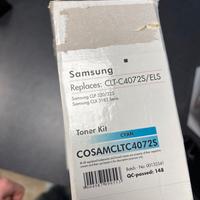 Samsung
Replaces: CLT-C4072S/ELS
Samsung CLP 320/325
Samsung CLX 3185 Serie
Toner Kit
CYAN
COSAMCLTC4072S
QC-passed: 148